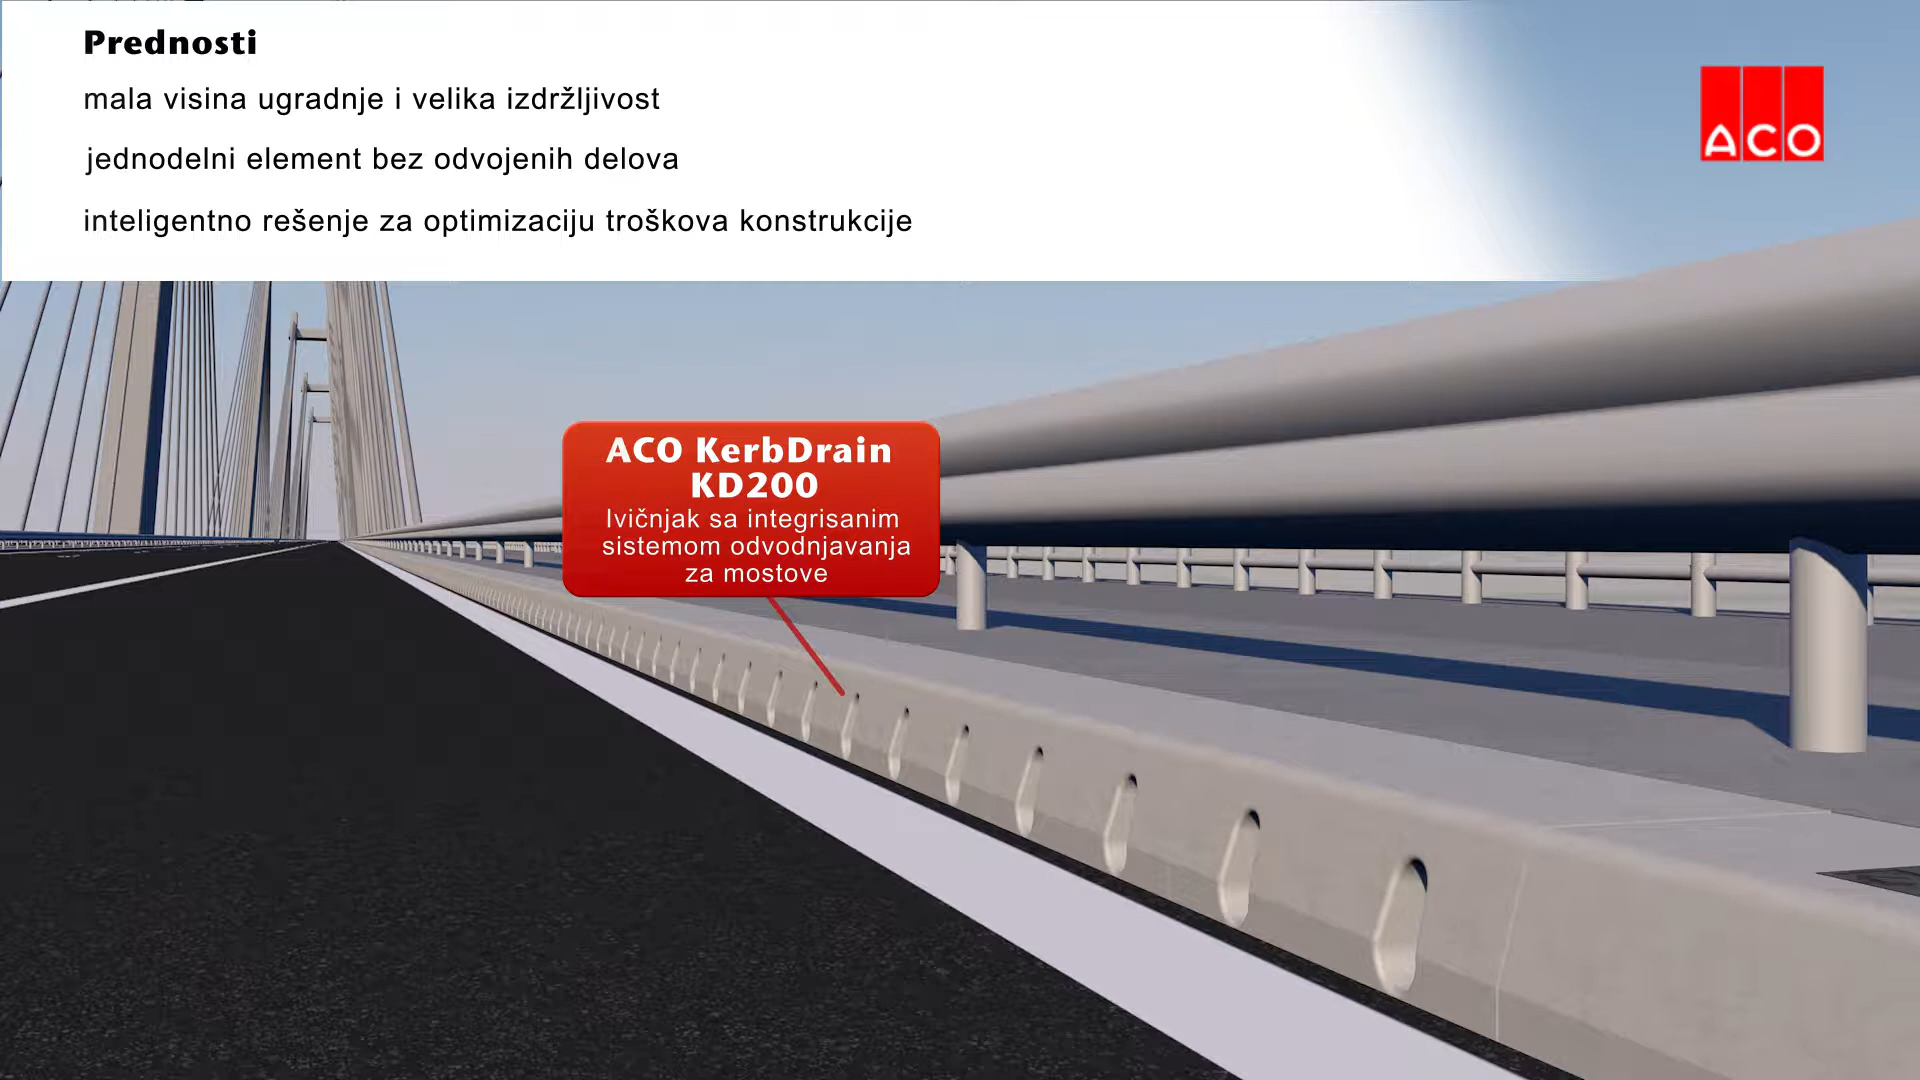 Prednosti
mala visina ugradnje i velika izdržljivost
jednodelni element bez odvojenih delova
inteligentno rešenje za optimizaciju troškova konstrukcije
ACO
ACO KerbDrain
KD200
Ivičnjak sa integrisanim
sistemom odvodnjavanja
za mostove